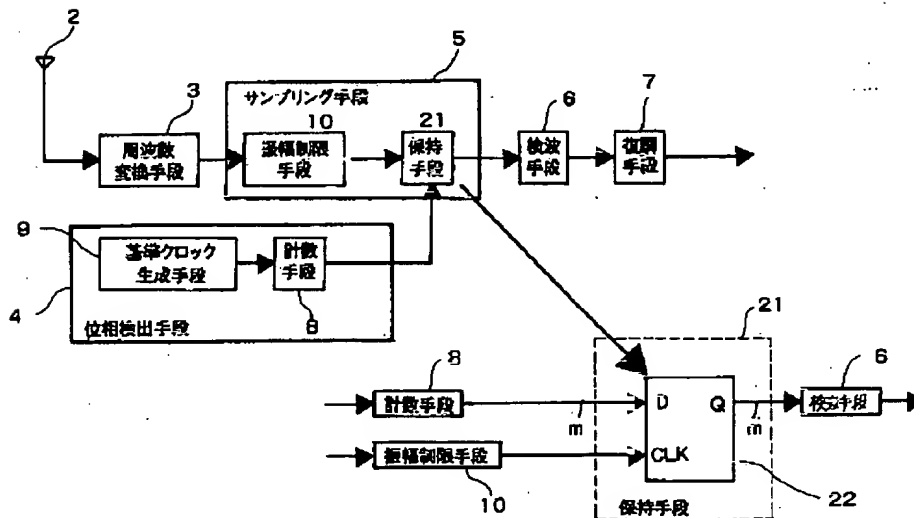 2
5
3
サンプリング手段
10
21
6
7
周波数
変換手段
振幅制限
手段
保持
手段
検波
手段
復調
手段
9
基準クロック
生成手段
計数
手段
4
8
位相検出手段
21
8
6
計数手段
m
D
Q
m
検波手段
振幅制限手段
CLK
10
22
保持手段